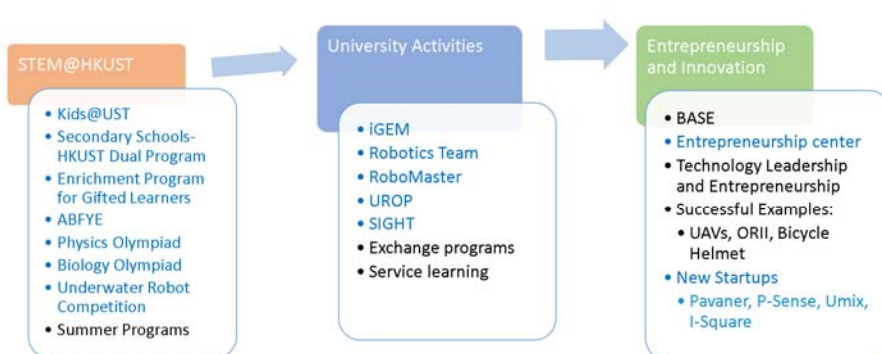 STEM@HKUST
• Kids@UST
• Secondary Schools-
HKUST Dual Program
• Enrichment Program
for Gifted Learners
• ABFYE
• Physics Olympiad
• Biology Olympiad
• Underwater Robot
Competition
• Summer Programs
University Activities
• iGEM
• Robotics Team
• RoboMaster
• UROP
• SIGHT
• Exchange programs
• Service learning
Entrepreneurship
and Innovation
• BASE
• Entrepreneurship center
• Technology Leadership
and Entrepreneurship
• Successful Examples:
• UAVs, ORII, Bicycle
Helmet
• New Startups
• Pavaner, P-Sense, Umix,
I-Square